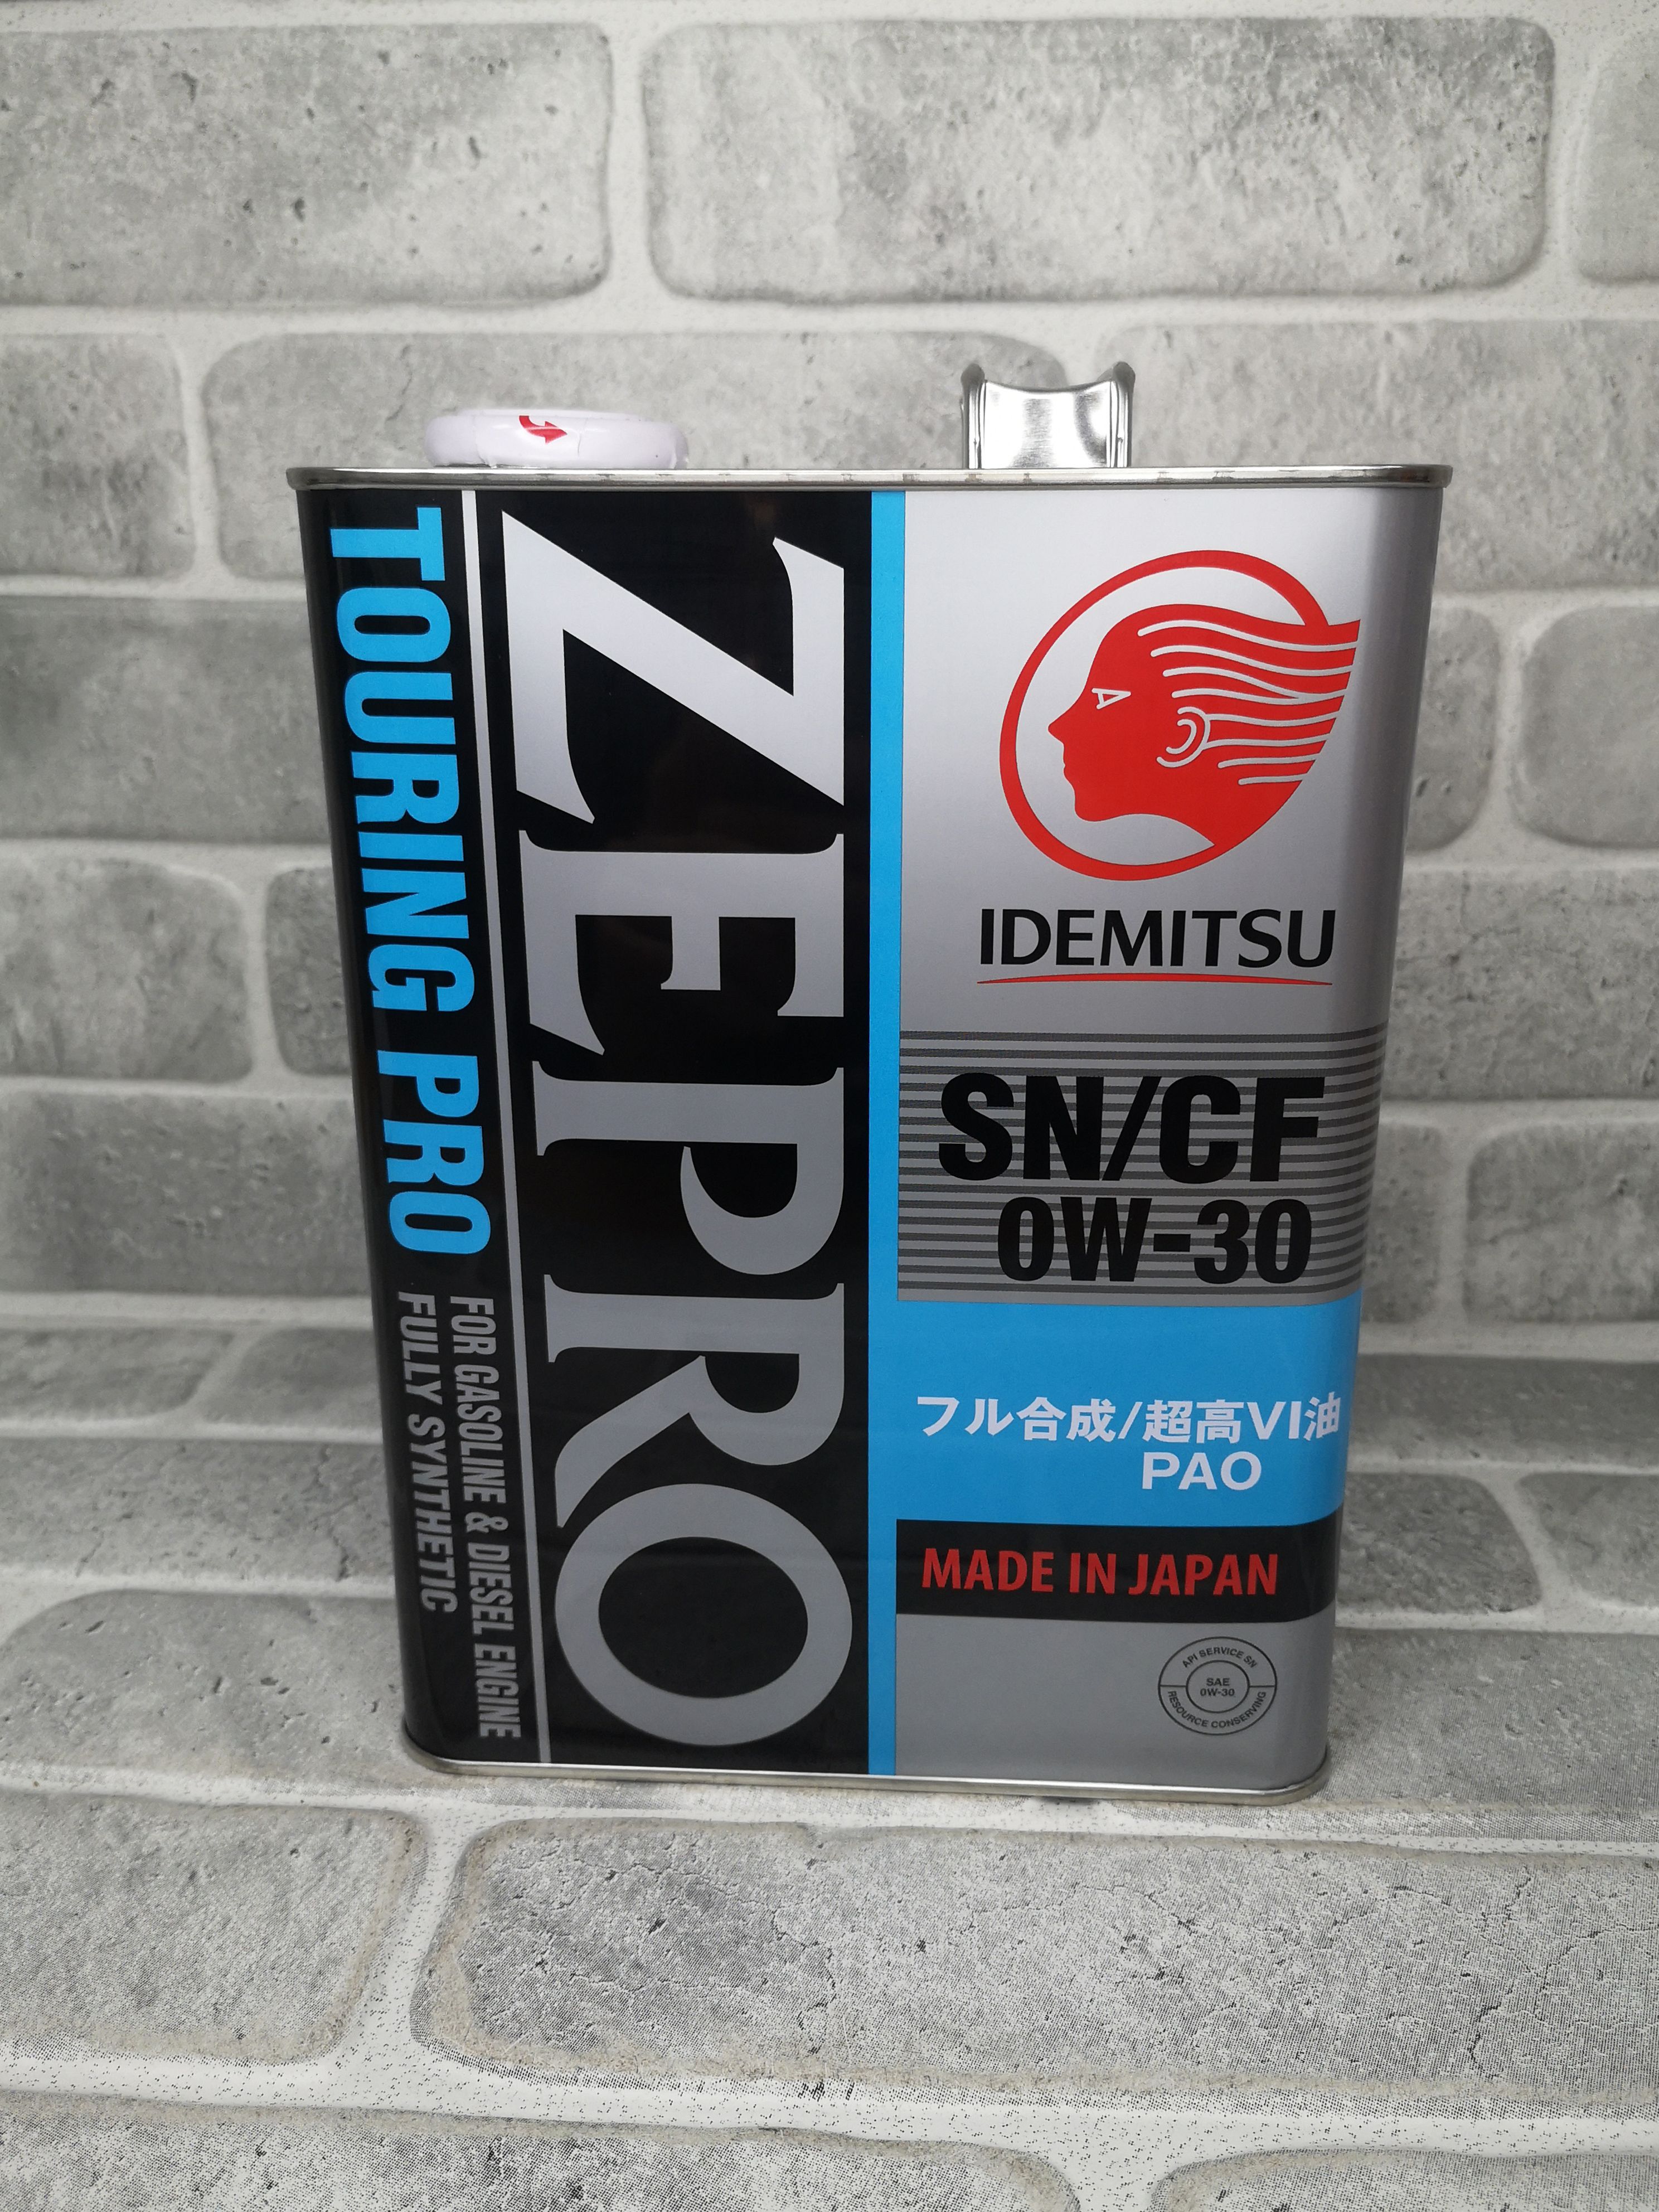 TOURING PRO
FOR GASOLINE & DIESEL ENGINE
FULLY SYNTHETIC
ZEPRO
IDEMITSU
SN/CF
0W-30
フル合成/超高VI油
PAO
MADE IN JAPAN
API SERVICE SN
SAE
0W-30
RESOURCE CONSERVING